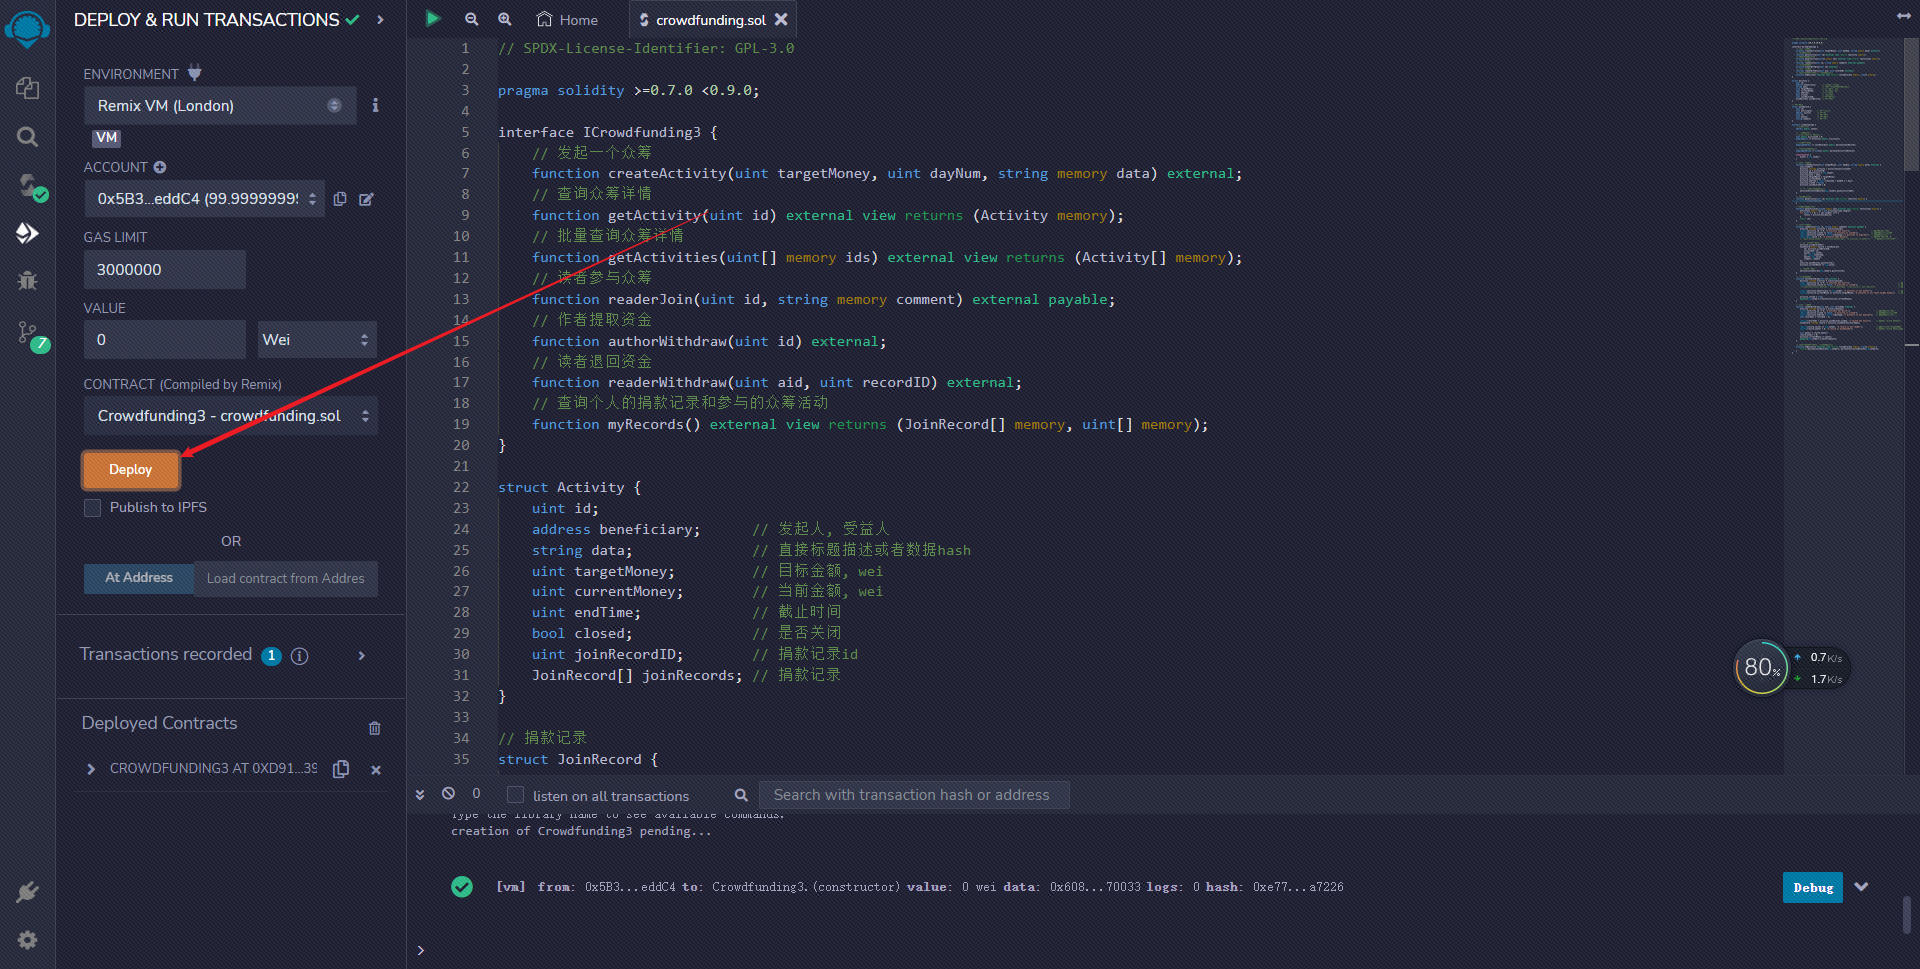 DEPLOY & RUN TRANSACTIONS
ENVIRONMENT
Remix VM (London)
VM
ACCOUNT
0x5B3...eddC4 (99.99999999
GAS LIMIT
3000000
VALUE
0
Wei
CONTRACT (Compiled by Remix)
Crowdfunding3 - crowdfunding.sol
Deploy
Publish to IPFS
OR
At Address
Load contract from Addres
Transactions recorded 1
Deployed Contracts
CROWDFUNDING3 AT 0XD91...39
7
Home
crowdfunding.sol
1 // SPDX-License-Identifier: GPL-3.0
2
3 pragma solidity >=0.7.0 <0.9.0;
4
5 interface ICrowdfunding3 {
6 // 发起一个众筹
7 function createActivity(uint targetMoney, uint dayNum, string memory data) external;
8 // 查询众筹详情
9 function getActivity(uint id) external view returns (Activity memory);
10 // 批量查询众筹详情
11 function getActivities(uint[] memory ids) external view returns (Activity[] memory);
12 // 读者参与众筹
13 function readerJoin(uint id, string memory comment) external payable;
14 // 作者提取资金
15 function authorWithdraw(uint id) external;
16 // 读者退回资金
17 function readerWithdraw(uint aid, uint recordID) external;
18 // 查询个人的捐款记录和参与的众筹活动
19 function myRecords() external view returns (JoinRecord[] memory, uint[] memory);
20 }
21
22 struct Activity {
23 uint id;
24 address beneficiary; // 发起人, 受益人
25 string data; // 直接标题描述或者数据hash
26 uint targetMoney; // 目标金额, wei
27 uint currentMoney; // 当前金额, wei
28 uint endTime; // 截止时间
29 bool closed; // 是否关闭
30 uint joinRecordID; // 捐款记录id
31 JoinRecord[] joinRecords; // 捐款记录
32 }
33
34 // 捐款记录
35 struct JoinRecord {
80%
0.7K/s
1.7K/s
0
listen on all transactions
Search with transaction hash or address
Type the library name to see available commands.
creation of Crowdfunding3 pending...
[vm] from: 0x5B3...eddC4 to: Crowdfunding3.(constructor) value: 0 wei data: 0x608...70033 logs: 0 hash: 0xe77...a7226
Debug
>